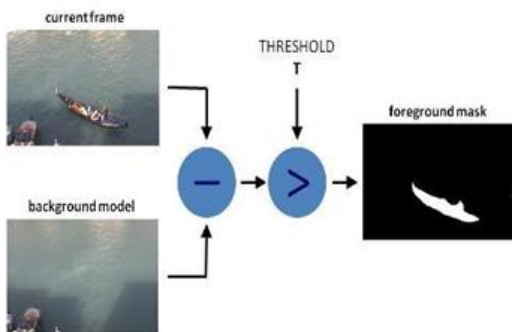 current frame
THRESHOLD
T
foreground mask
−
>
background model